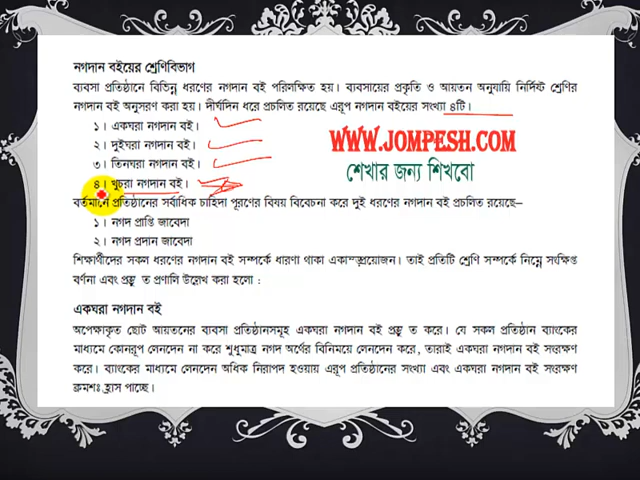 নগদান বইয়ের শ্রেণিবিভাগ
ব্যবসা প্রতিষ্ঠানে বিভিন্ন ধরণের নগদান বই পরিলক্ষিত হয়। ব্যবসায়ের প্রকৃতি ও আয়তন অনুযায়ি নির্দিষ্ট শ্রেণির
নগদান বই অনুসরণ করা হয়। দীর্ঘদিন ধরে প্রচলিত রয়েছে এরূপ নগদান বইয়ের সংখ্যা ৪টি।
১। একঘরা নগদান বই।
২। দুইঘরা নগদান বই।
৩। তিনঘরা নগদান বই।
৪। খুচরা নগদান বই।
WWW.JOMPESH.COM
শেখার জন্য শিখবো
বর্তমানে প্রতিষ্ঠানের সর্বাধিক চাহিদা পূরণের বিষয় বিবেচনা করে দুই ধরণের নগদান বই প্রচলিত রয়েছে–
১। নগদ প্রাপ্তি জাবেদা
২। নগদ প্রদান জাবেদা
শিক্ষার্থীদের সকল ধরণের নগদান বই সম্পর্কে ধারণা থাকা প্রয়োজন। তাই প্রতিটি শ্রেণি সম্পর্কে নিম্নে সংক্ষিপ্ত
বর্ণনা এবং প্রস্তু ত প্রণালি উল্লেখ করা হলো :
একঘরা নগদান বই
অপেক্ষাকৃত ছোট আয়তনের ব্যবসা প্রতিষ্ঠানসমূহ একঘরা নগদান বই প্রস্তু ত করে। যে সকল প্রতিষ্ঠান ব্যাংকের
মাধ্যমে কোনরূপ লেনদেন না করে শুধুমাত্র নগদ অর্থের বিনিময়ে লেনদেন করে, তারাই একঘরা নগদান বই সংরক্ষণ
করে। ব্যাংকের মাধ্যমে লেনদেন অধিক নিরাপদ হওয়ায় এরূপ প্রতিষ্ঠানের সংখ্যা এবং একঘরা নগদান বই সংরক্ষণ
ক্রমশঃ হ্রাস পাচ্ছে।